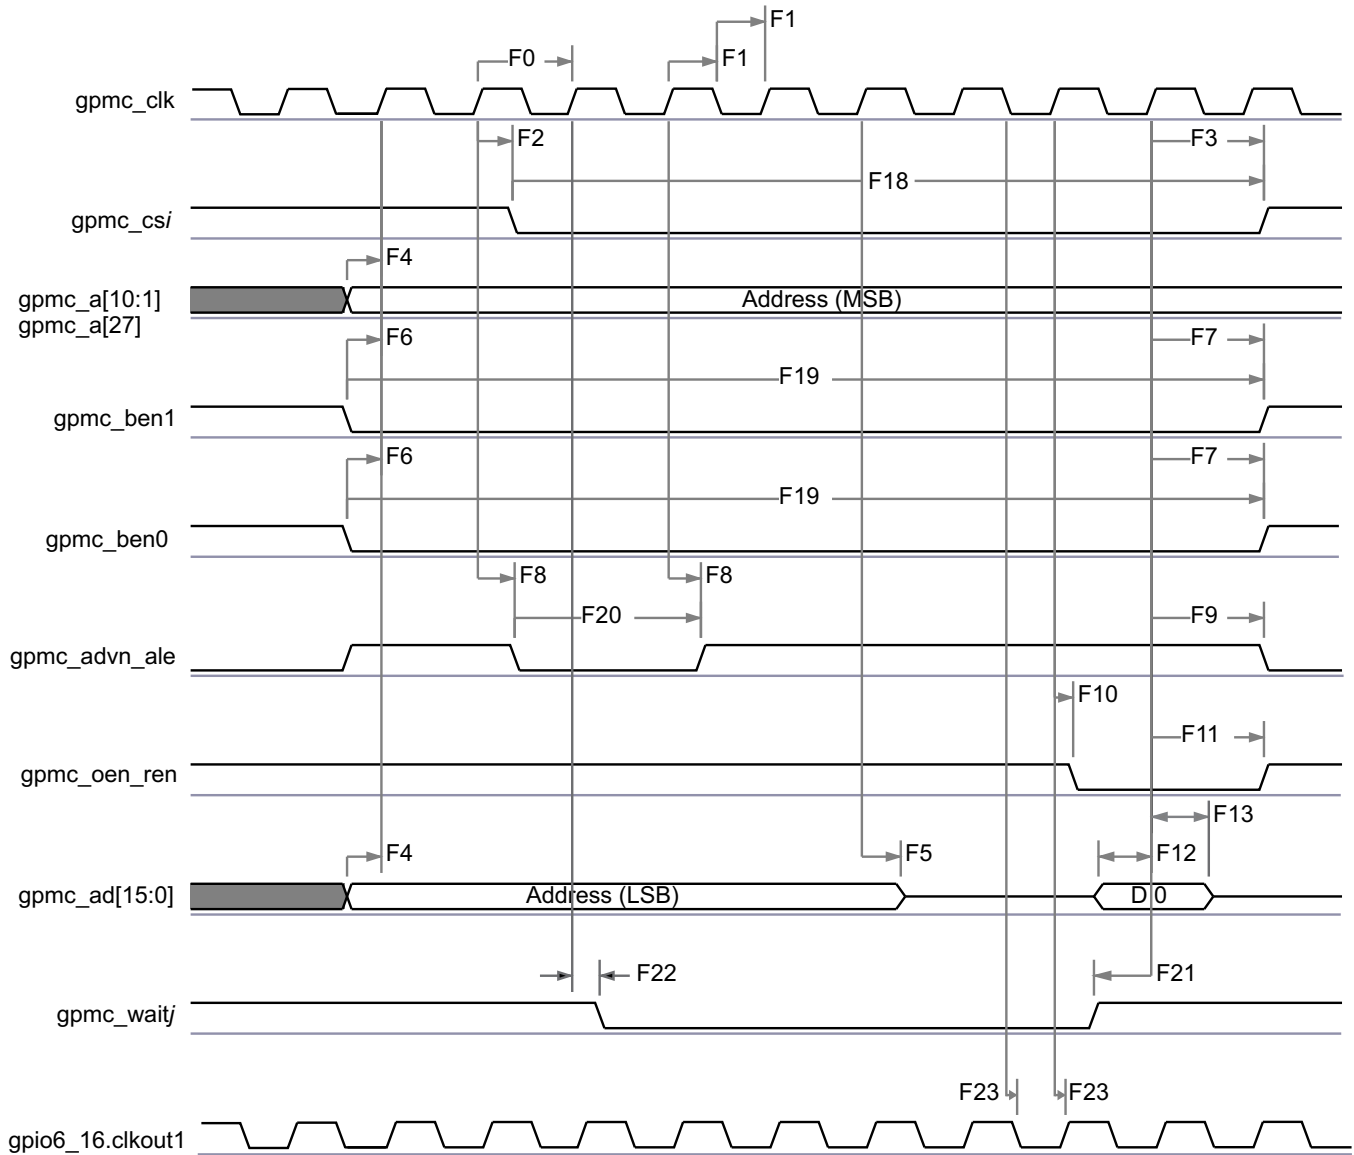 F1
F0
F1
gpmc_clk
F2
F3
F18
gpmc_csi
F4
gpmc_a[10:1]
Address (MSB)
gpmc_a[27]
F6
F7
F19
gpmc_ben1
F6
F7
F19
gpmc_ben0
F8
F8
F20
F9
gpmc_advn_ale
F10
F11
gpmc_oen_ren
F13
F4
F5
F12
gpmc_ad[15:0]
Address (LSB)
D 0
F22
F21
gpmc_waitj
F23
F23
gpio6_16.clkout1